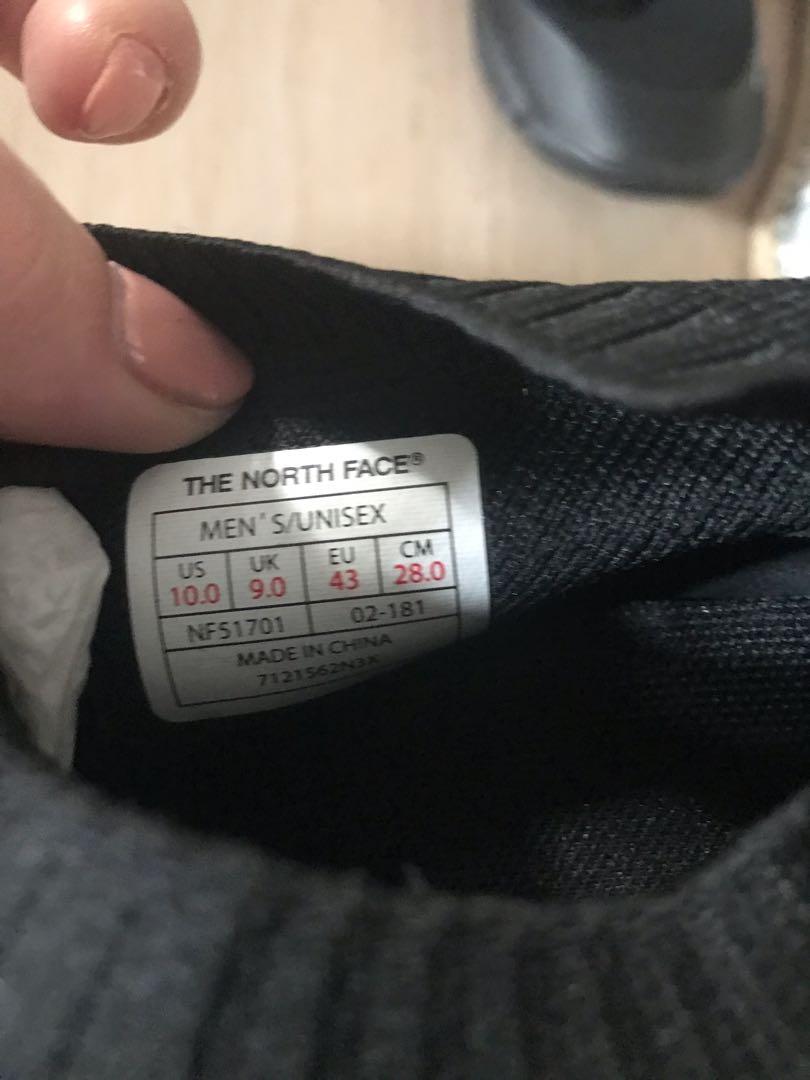 THE NORTH FACE®
MEN'S/UNISEX
US UK EU CM
10.0 9.0 43 28.0
NF51701 02-181
MADE IN CHINA
7121562N3X